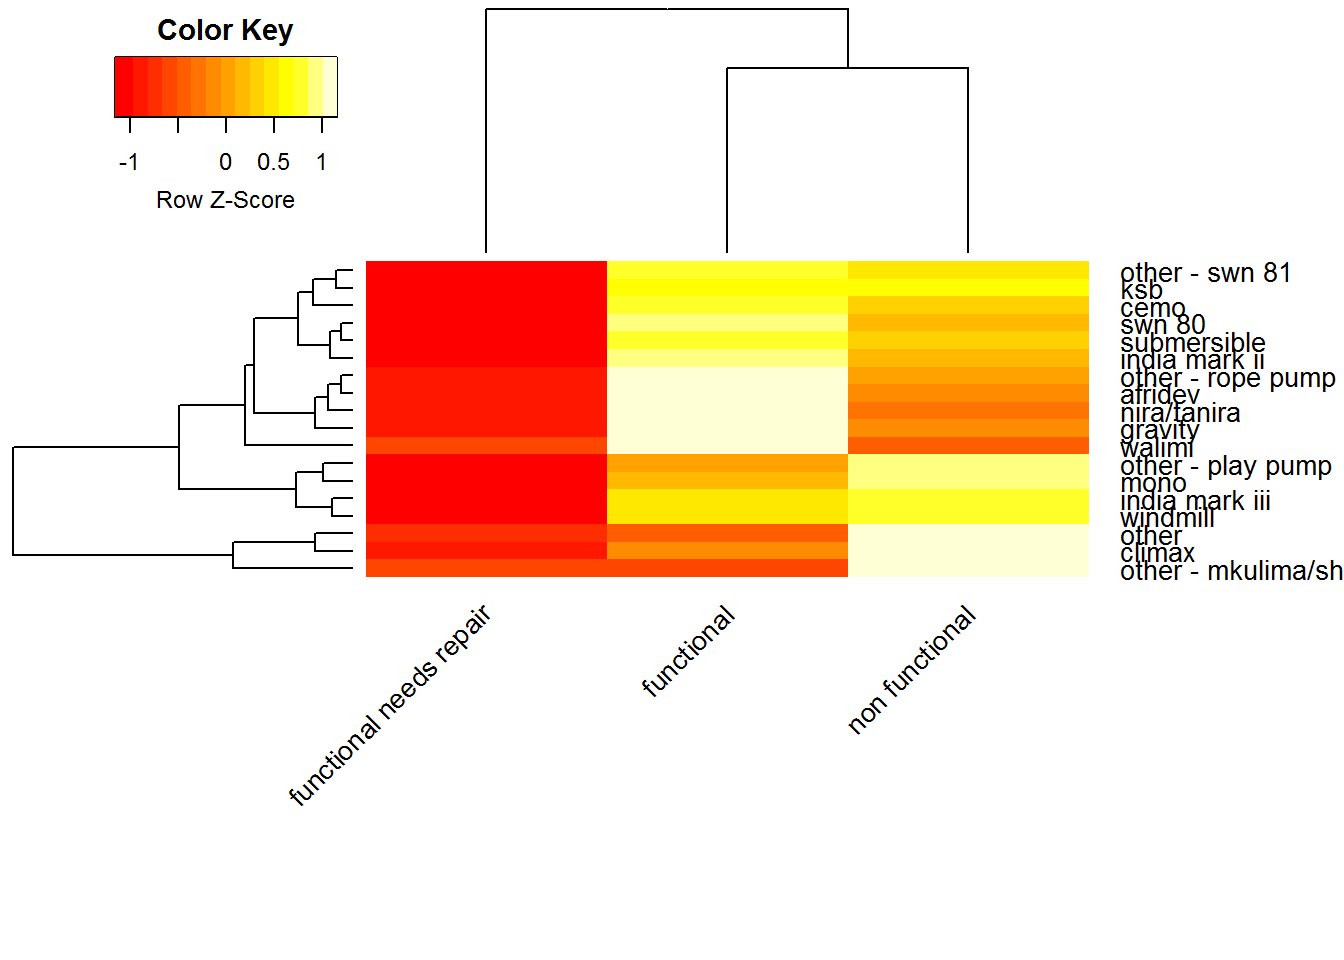 Color Key
-1 0 0.5 1
Row Z-Score
other - swn 81
ksb
cemo
swn 80
submersible
india mark ii
other - rope pump
afridev
nira/tanira
gravity
walimi
other - play pump
mono
india mark iii
windmill
other
climax
other - mkulima/sh
functional needs repair
functional
non functional